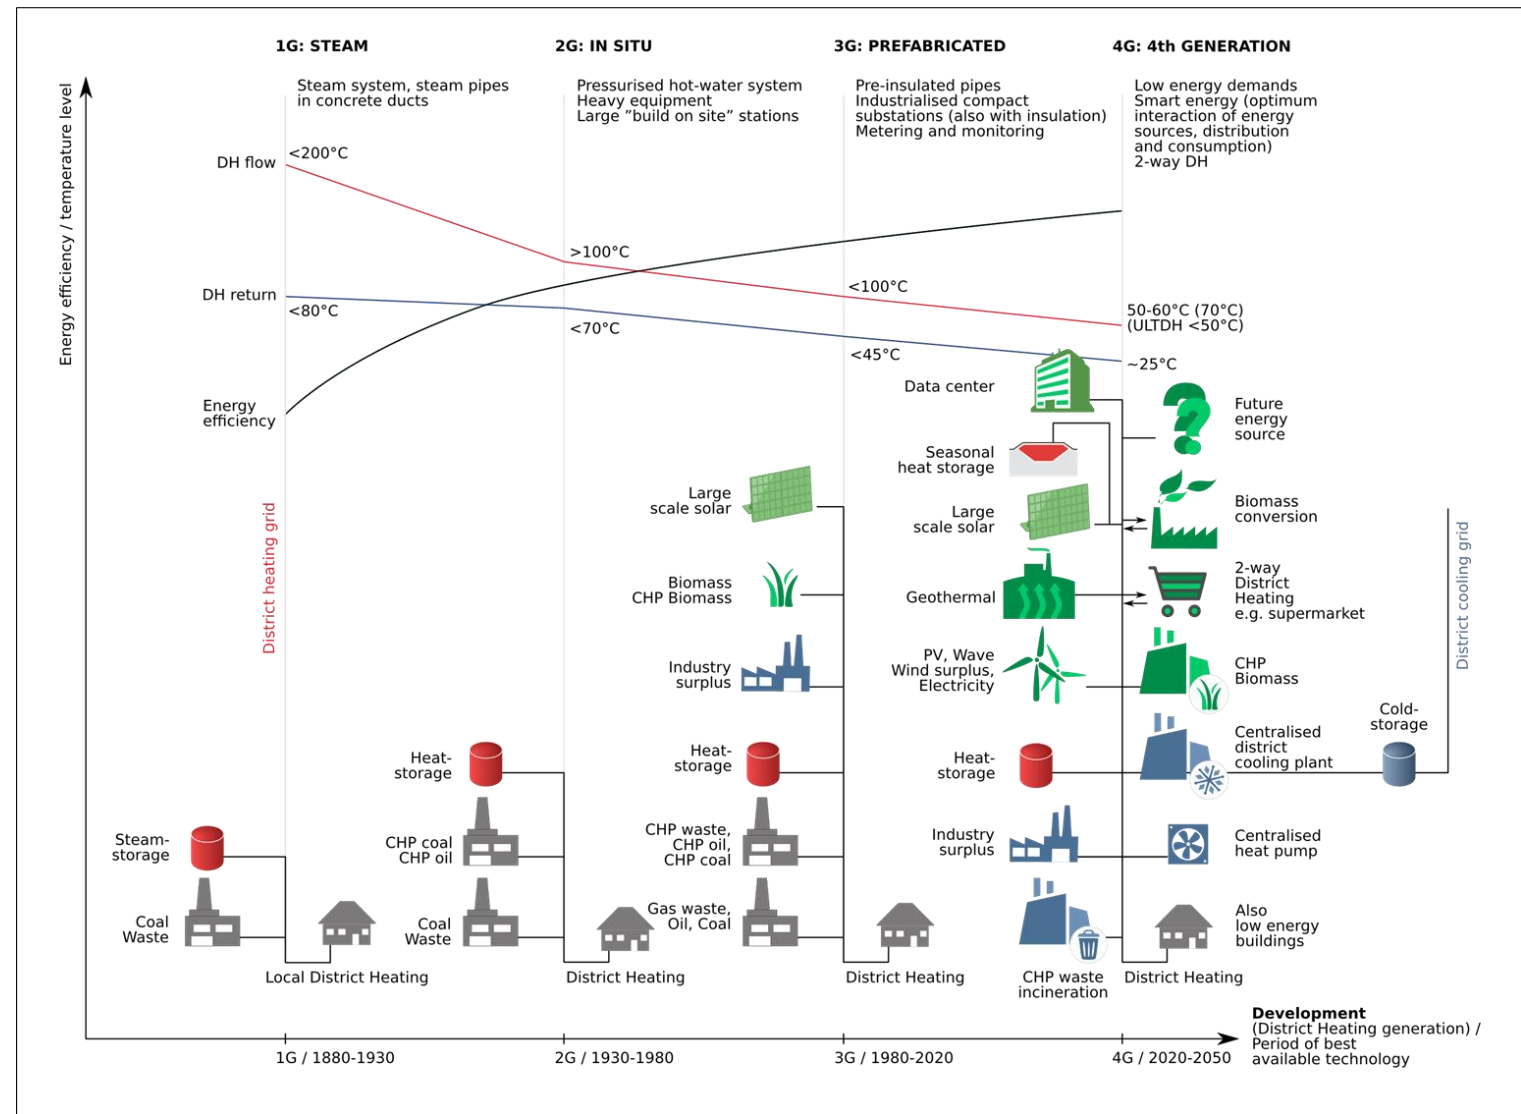 1G: STEAM
2G: IN SITU
3G: PREFABRICATED
4G: 4th GENERATION
Steam system, steam pipes
in concrete ducts
Pressurised hot-water system
Heavy equipment
Large ”build on site” stations
Pre-insulated pipes
Industrialised compact
substations (also with insulation)
Metering and monitoring
Low energy demands
Smart energy (optimum
interaction of energy
sources, distribution
and consumption)
2-way DH
Energy efficiency / temperature level
DH flow
<200°C
>100°C
<100°C
50-60°C (70°C)
(ULTDH <50°C)
DH return
<80°C
<70°C
<45°C
~25°C
Energy
efficiency
District heating grid
Steam-
storage
Coal
Waste
Local District Heating
Heat-
storage
CHP coal
CHP oil
Coal
Waste
District Heating
Large
scale solar
Biomass
CHP Biomass
Industry
surplus
Heat-
storage
CHP waste,
CHP oil,
CHP coal
Gas waste,
Oil, Coal
District Heating
Data center
Seasonal
heat storage
Large
scale solar
Geothermal
PV, Wave
Wind surplus,
Electricity
Heat-
storage
Industry
surplus
CHP waste
incineration
Future
energy
source
Biomass
conversion
2-way
District
Heating
e.g. supermarket
CHP
Biomass
Centralised
district
cooling plant
Centralised
heat pump
Also
low energy
buildings
District Heating
Cold-
storage
District cooling grid
1G / 1880-1930
2G / 1930-1980
3G / 1980-2020
4G / 2020-2050
Development
(District Heating generation) /
Period of best
available technology